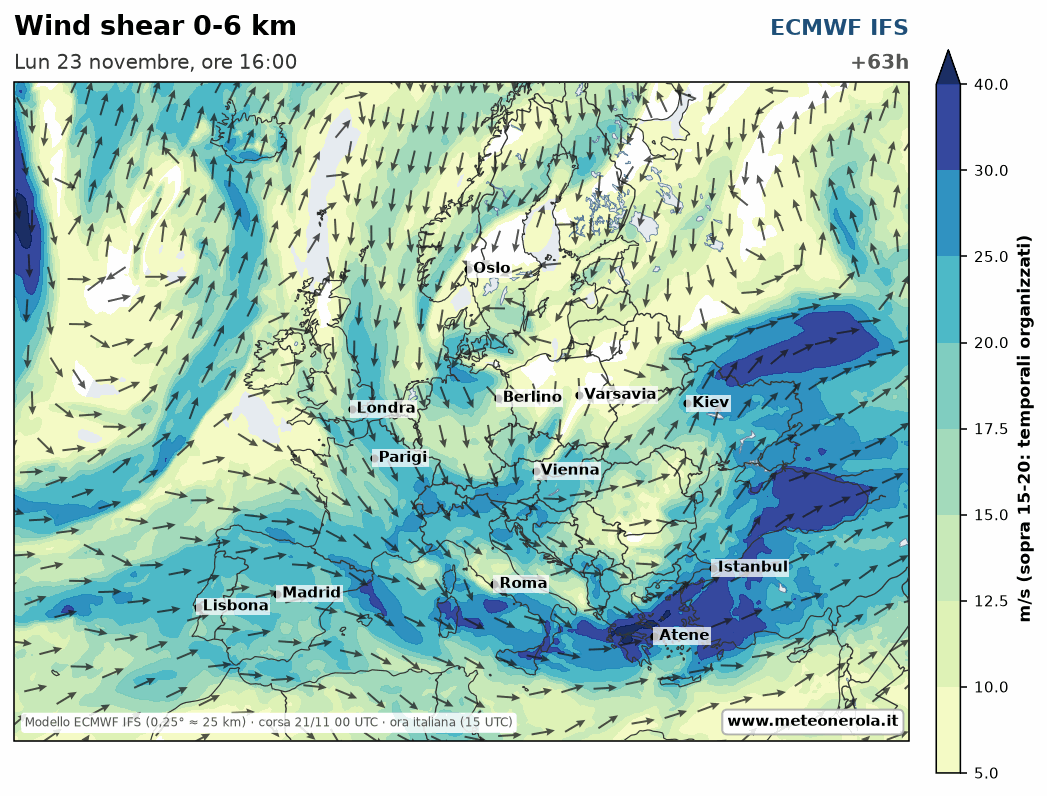 Wind shear 0-6 km
ECMWF IFS
Lun 23 novembre, ore 16:00
+63h
Oslo
Londra
Berlino
Varsavia
Kiev
Parigi
Vienna
Istanbul
Roma
Madrid
Lisbona
Atene
Modello ECMWF IFS (0,25° ≈ 25 km) · corsa 21/11 00 UTC · ora italiana (15 UTC)
www.meteonerola.it
40.0
30.0
25.0
20.0
17.5
15.0
12.5
10.0
5.0
m/s (sopra 15-20: temporali organizzati)